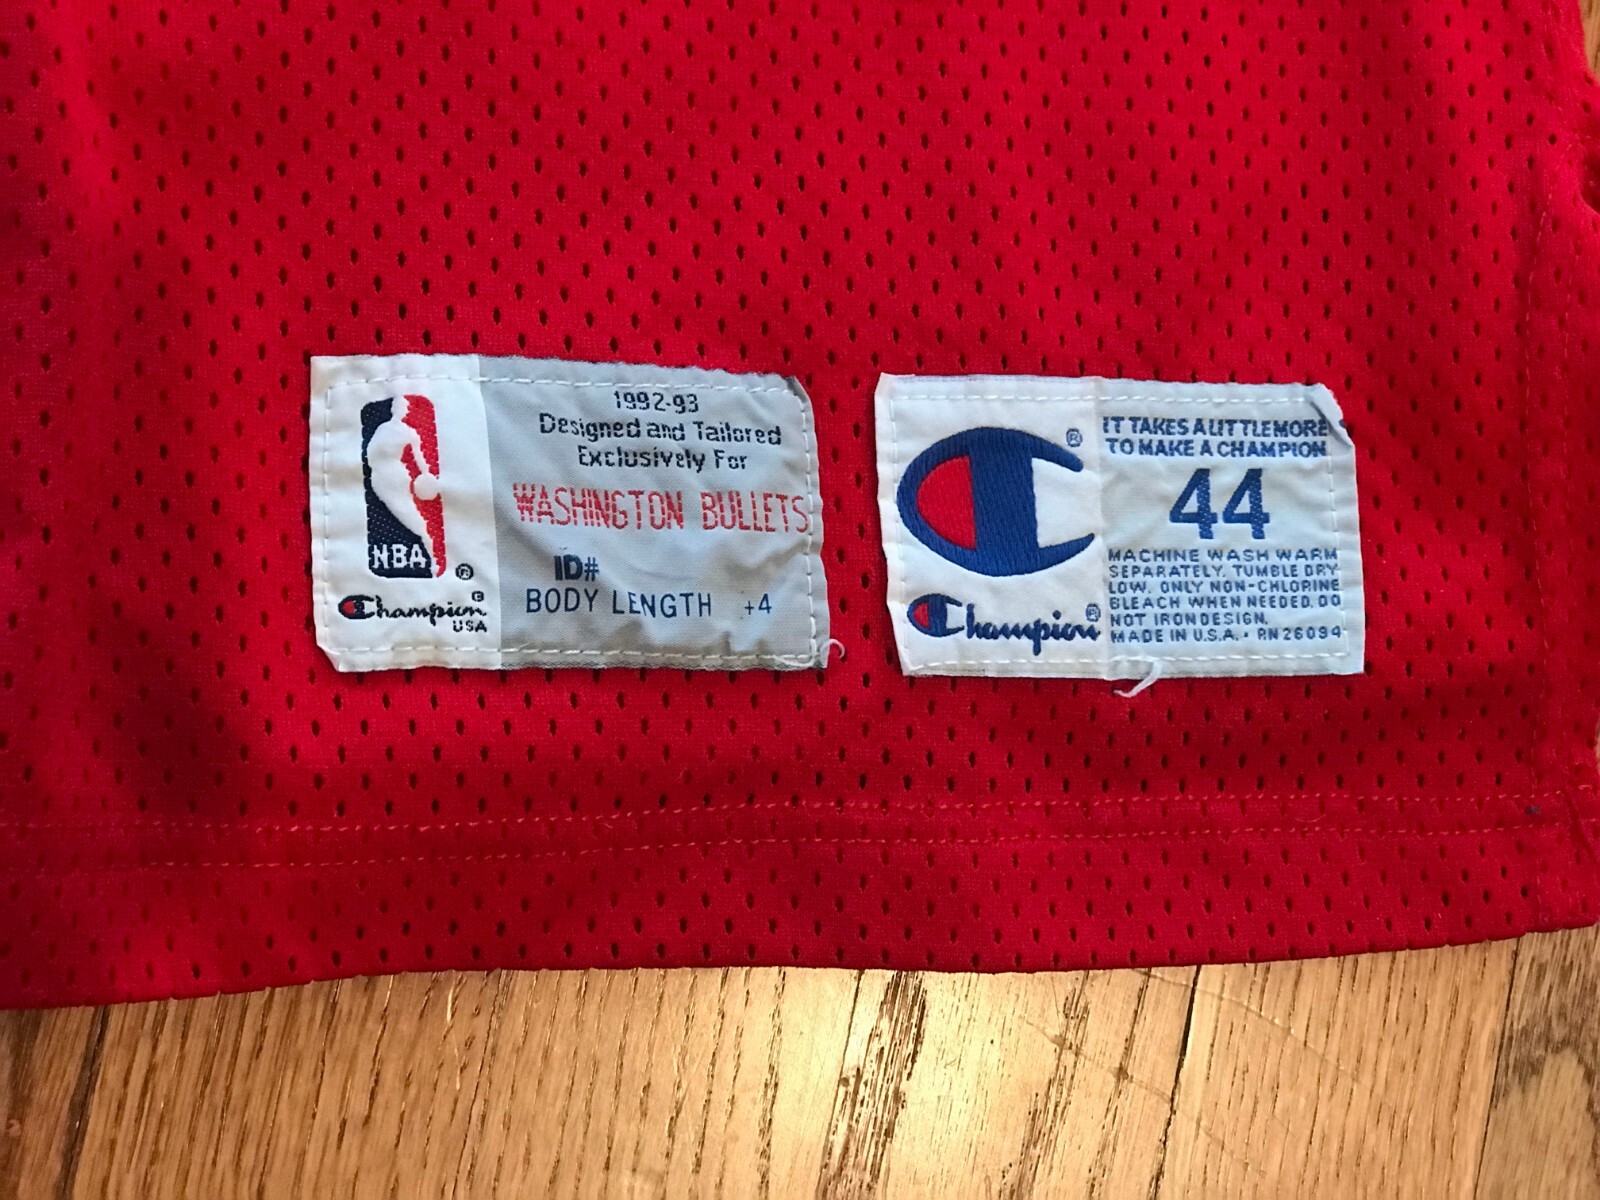 1992-93
Designed and Tailored
Exclusively For
WASHINGTON BULLETS
ID#
BODY LENGTH +4
NBA
®
©
Champion
USA
®
Champion®
IT TAKES A LITTLE MORE
TO MAKE A CHAMPION
44
MACHINE WASH WARM
SEPARATELY. TUMBLE DRY
LOW. ONLY NON-CHLORINE
BLEACH WHEN NEEDED. DO
NOT IRON DESIGN.
MADE IN U.S.A. • RN26094